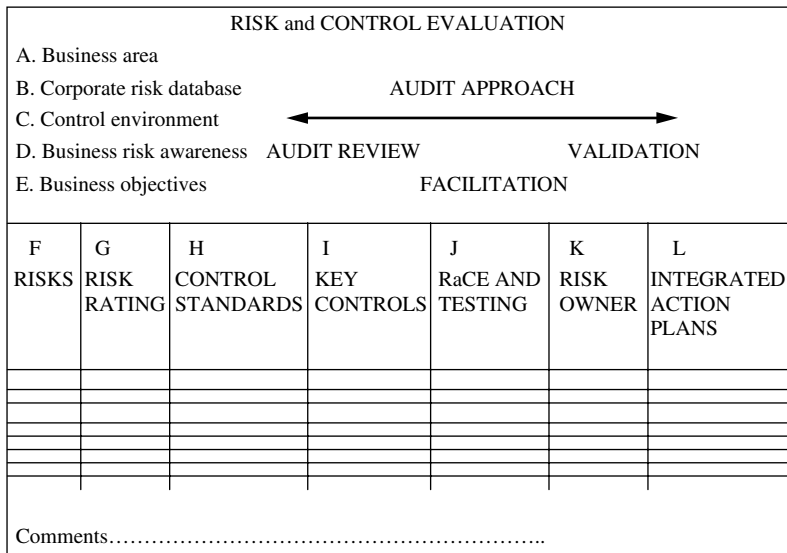 RISK and CONTROL EVALUATION
A. Business area
B. Corporate risk database AUDIT APPROACH
C. Control environment
D. Business risk awareness AUDIT REVIEW VALIDATION
E. Business objectives FACILITATION
F G H I J K L
RISKS RISK CONTROL KEY RaCE AND RISK INTEGRATED
RATING STANDARDS CONTROLS TESTING OWNER ACTION
PLANS
Comments…………………………………………………..